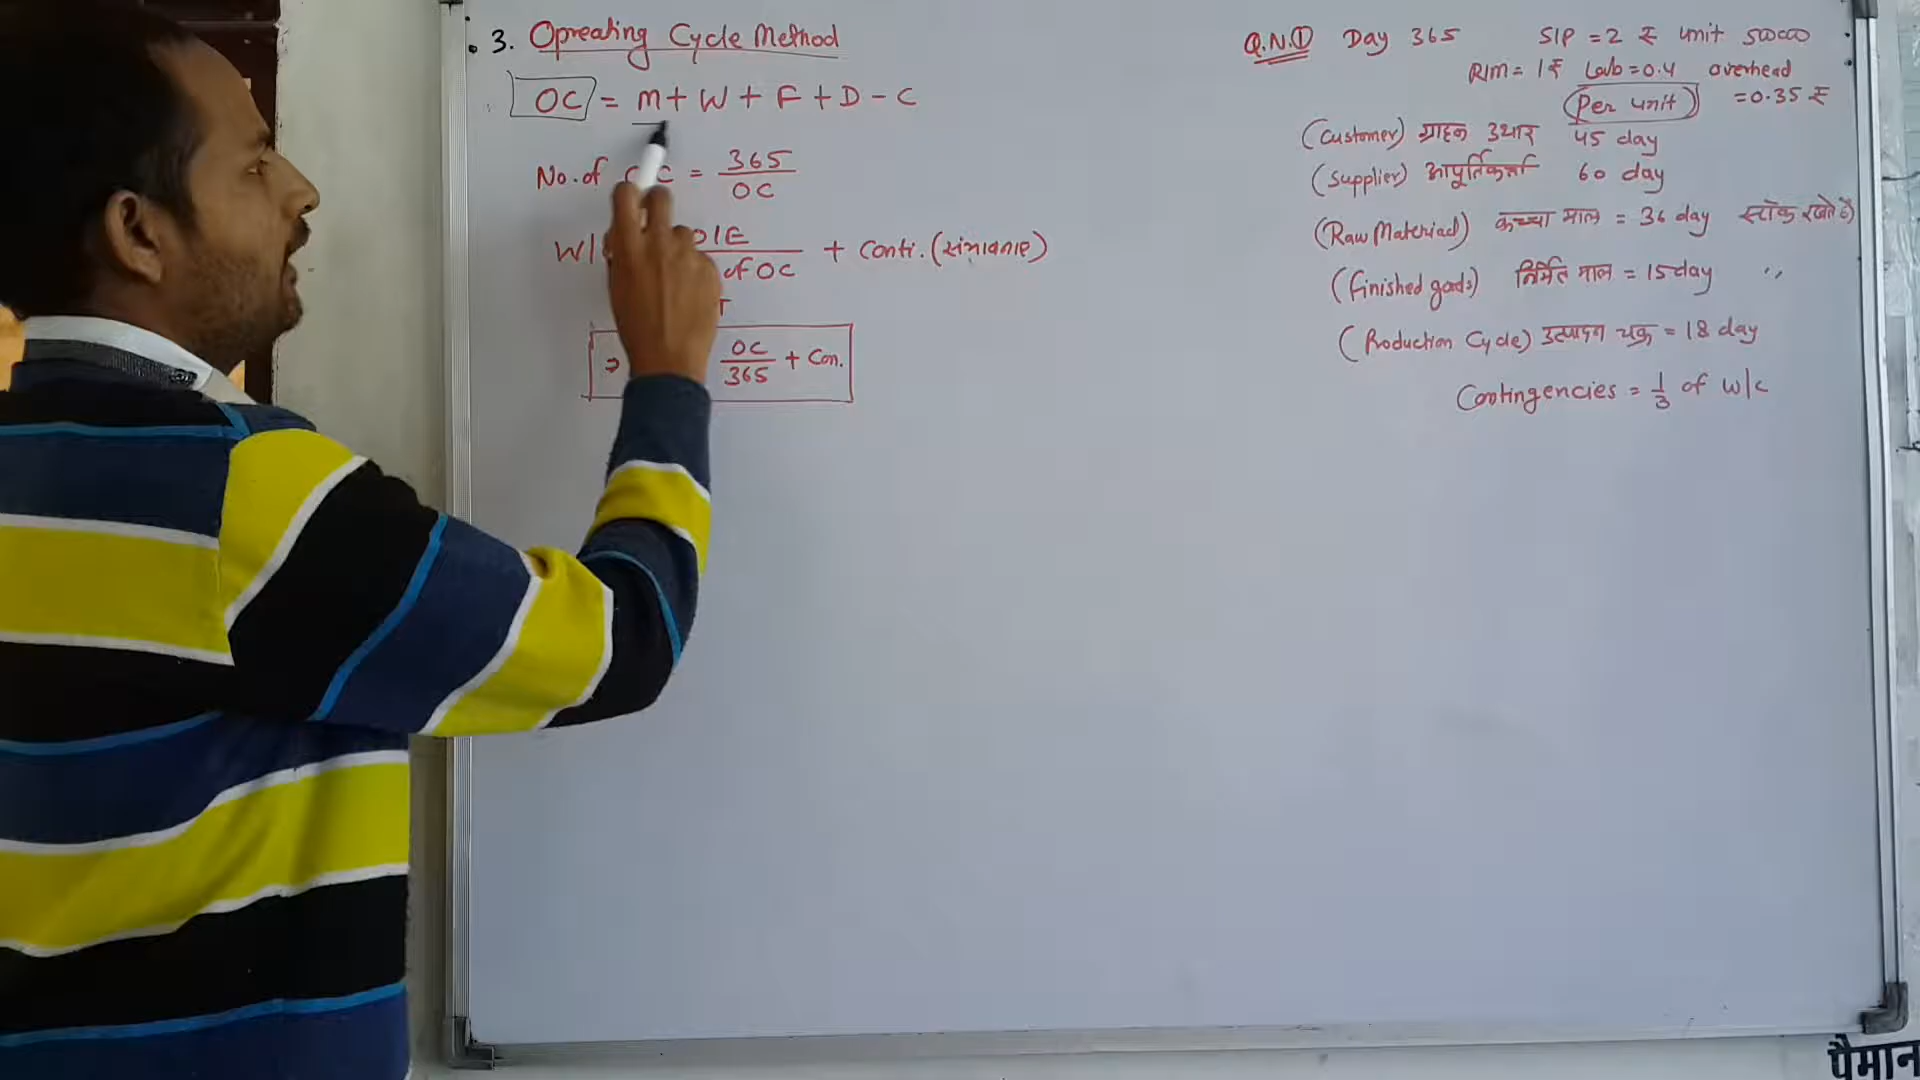 3. Opreating Cycle Method
OC = M + W + F + D - C
No. of = 365 / OC
W/ of OC + Conti.
OC / 365 + Con.
Q.N.① Day 365 S/P = 2 ₹ unit 50000
R/m = 1 ₹ Lab = 0.4 overhead
Per unit = 0.35 ₹
(Customer) ग्राहक उधार 45 day
(Supplier) आपूर्तिकर्त्ता 60 day
(Raw Material) कच्चा माल = 36 day स्टॉक रखते है
(Finished goods) निर्मित माल = 15 day ,,
(Production Cycle) उत्पादन चक्र = 18 day
Contingencies = 1/3 of W/C
पैमान